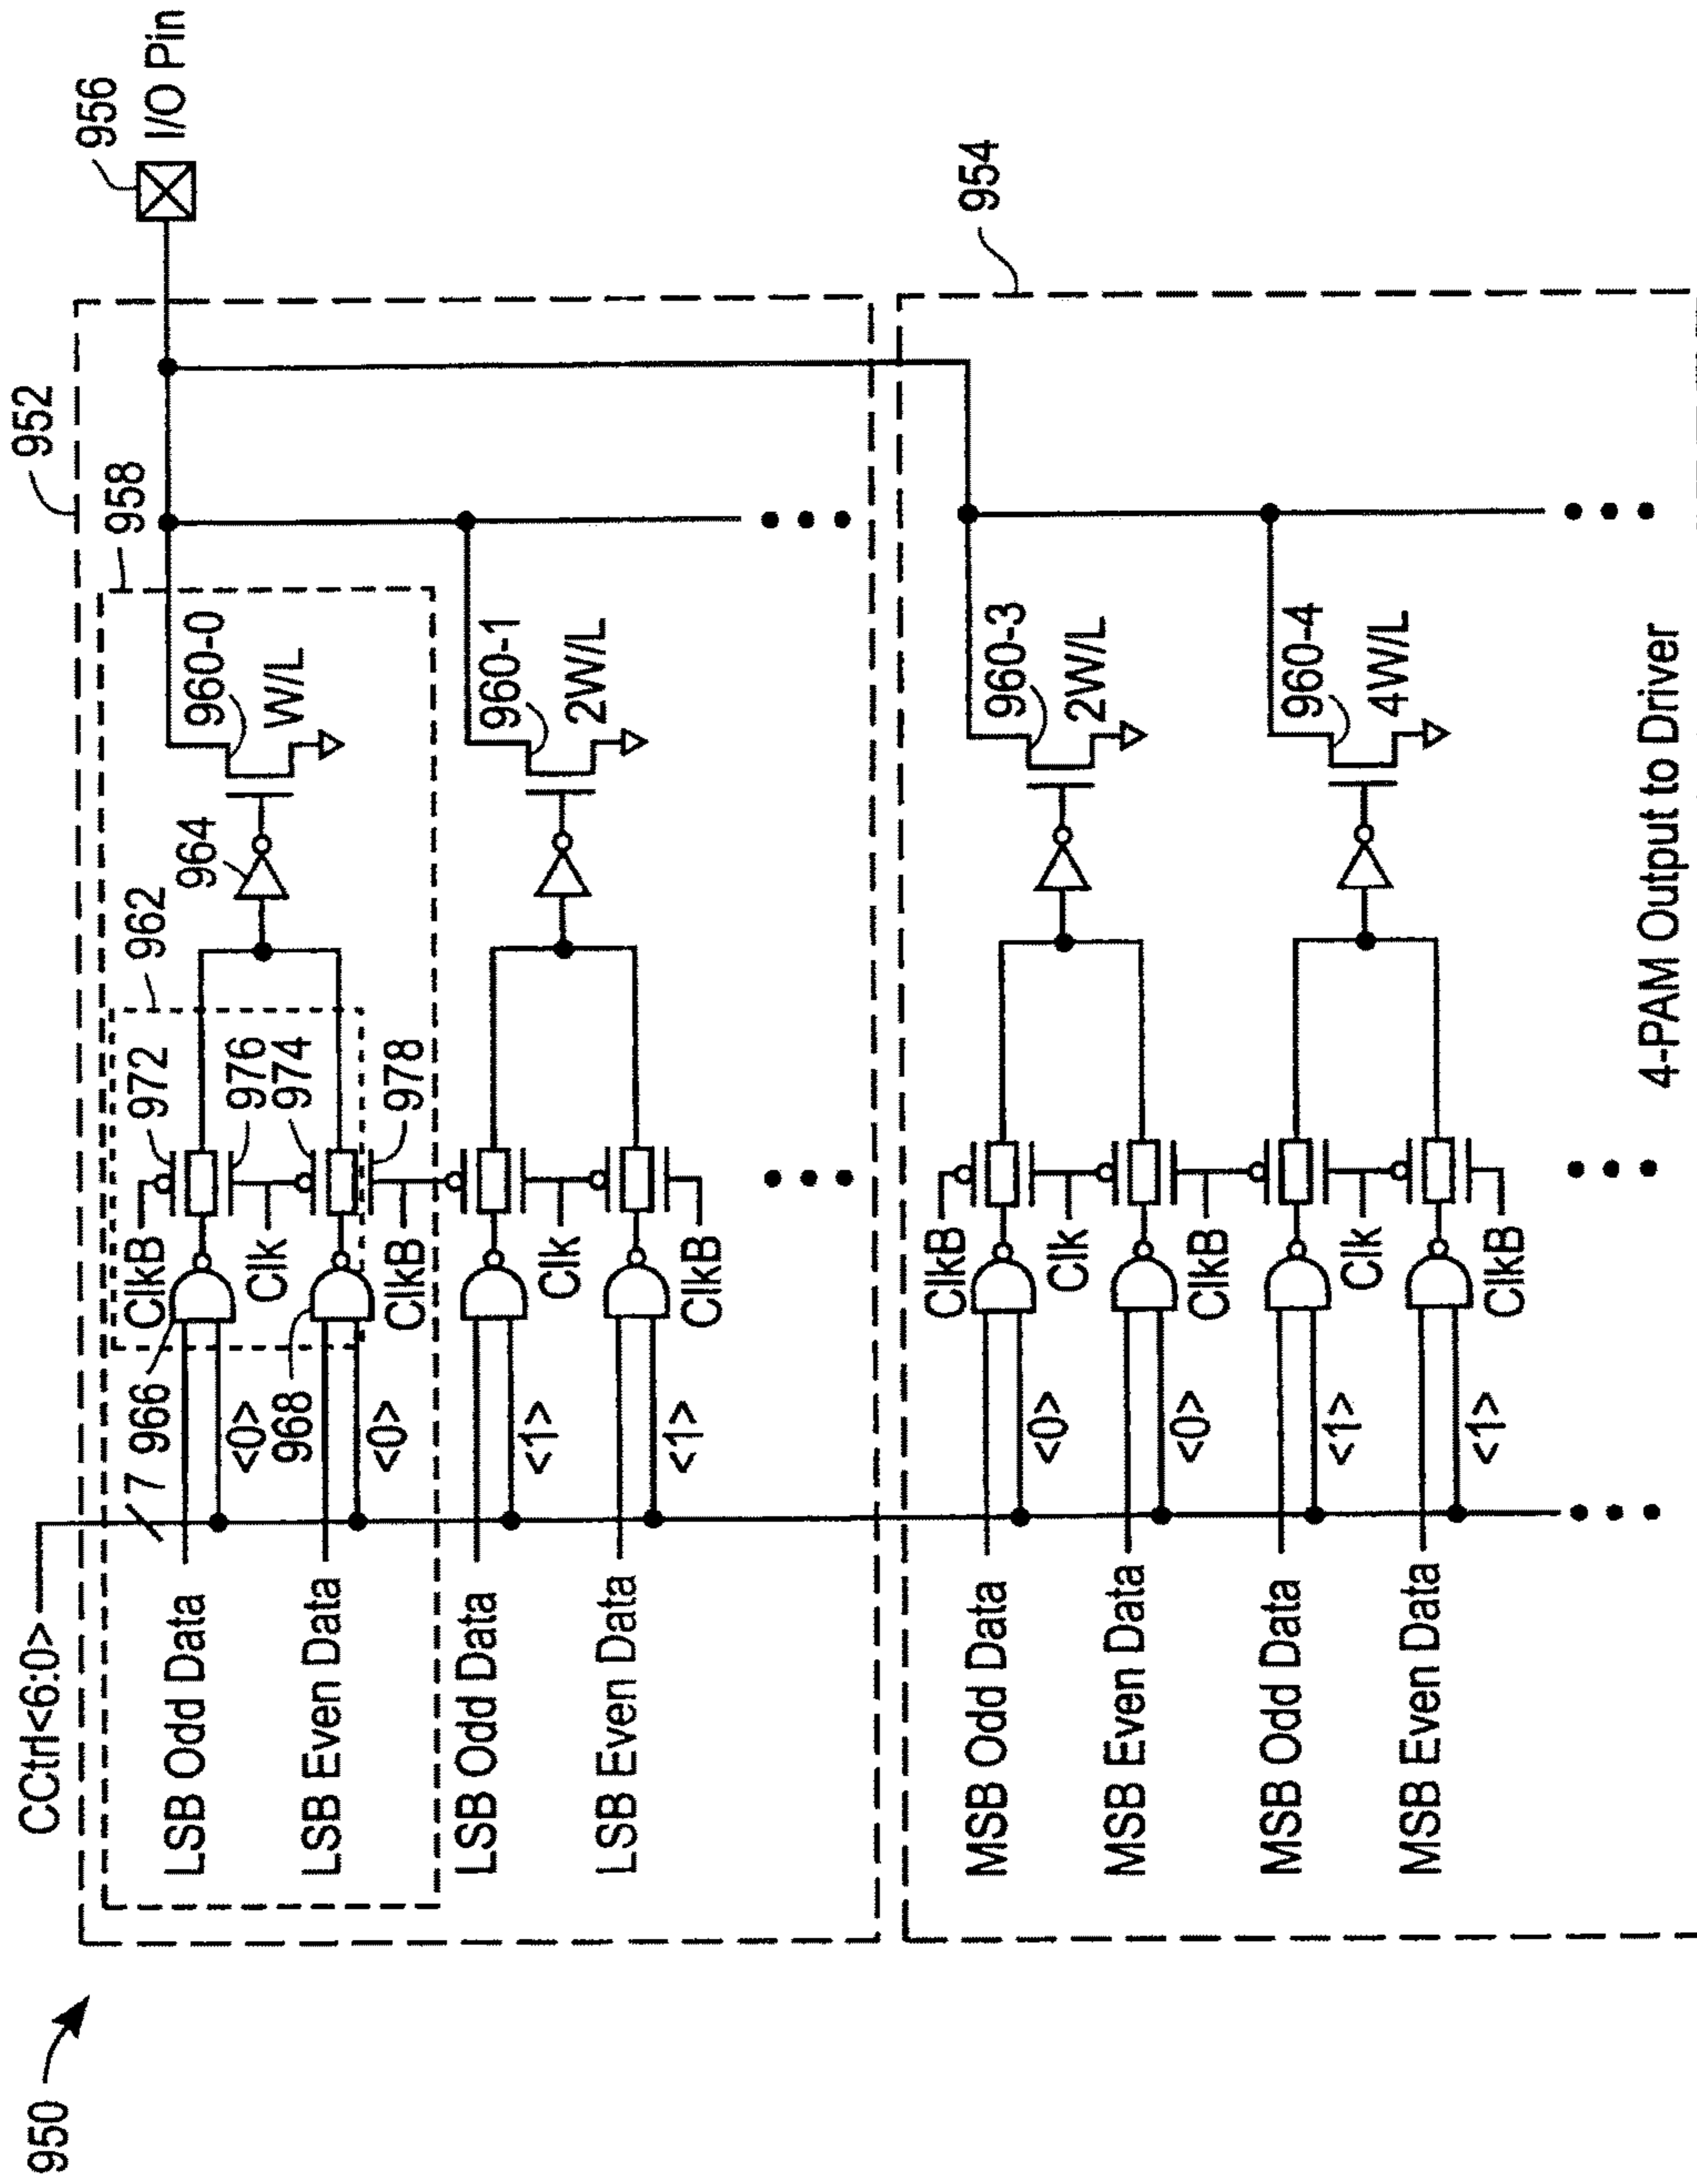 950
CCtrl<6:0>
952
958
962
964
960-0
W/L
956
I/O Pin
7
966
<0>
968
<0>
ClkB
972
976
974
978
Clk
ClkB
LSB Odd Data
LSB Even Data
LSB Odd Data
<1>
Clk
960-1
2W/L
LSB Even Data
<1>
ClkB
954
MSB Odd Data
<0>
ClkB
Clk
960-3
2W/L
MSB Even Data
<0>
ClkB
MSB Odd Data
<1>
Clk
960-4
4W/L
MSB Even Data
<1>
ClkB
4-PAM Output to Driver